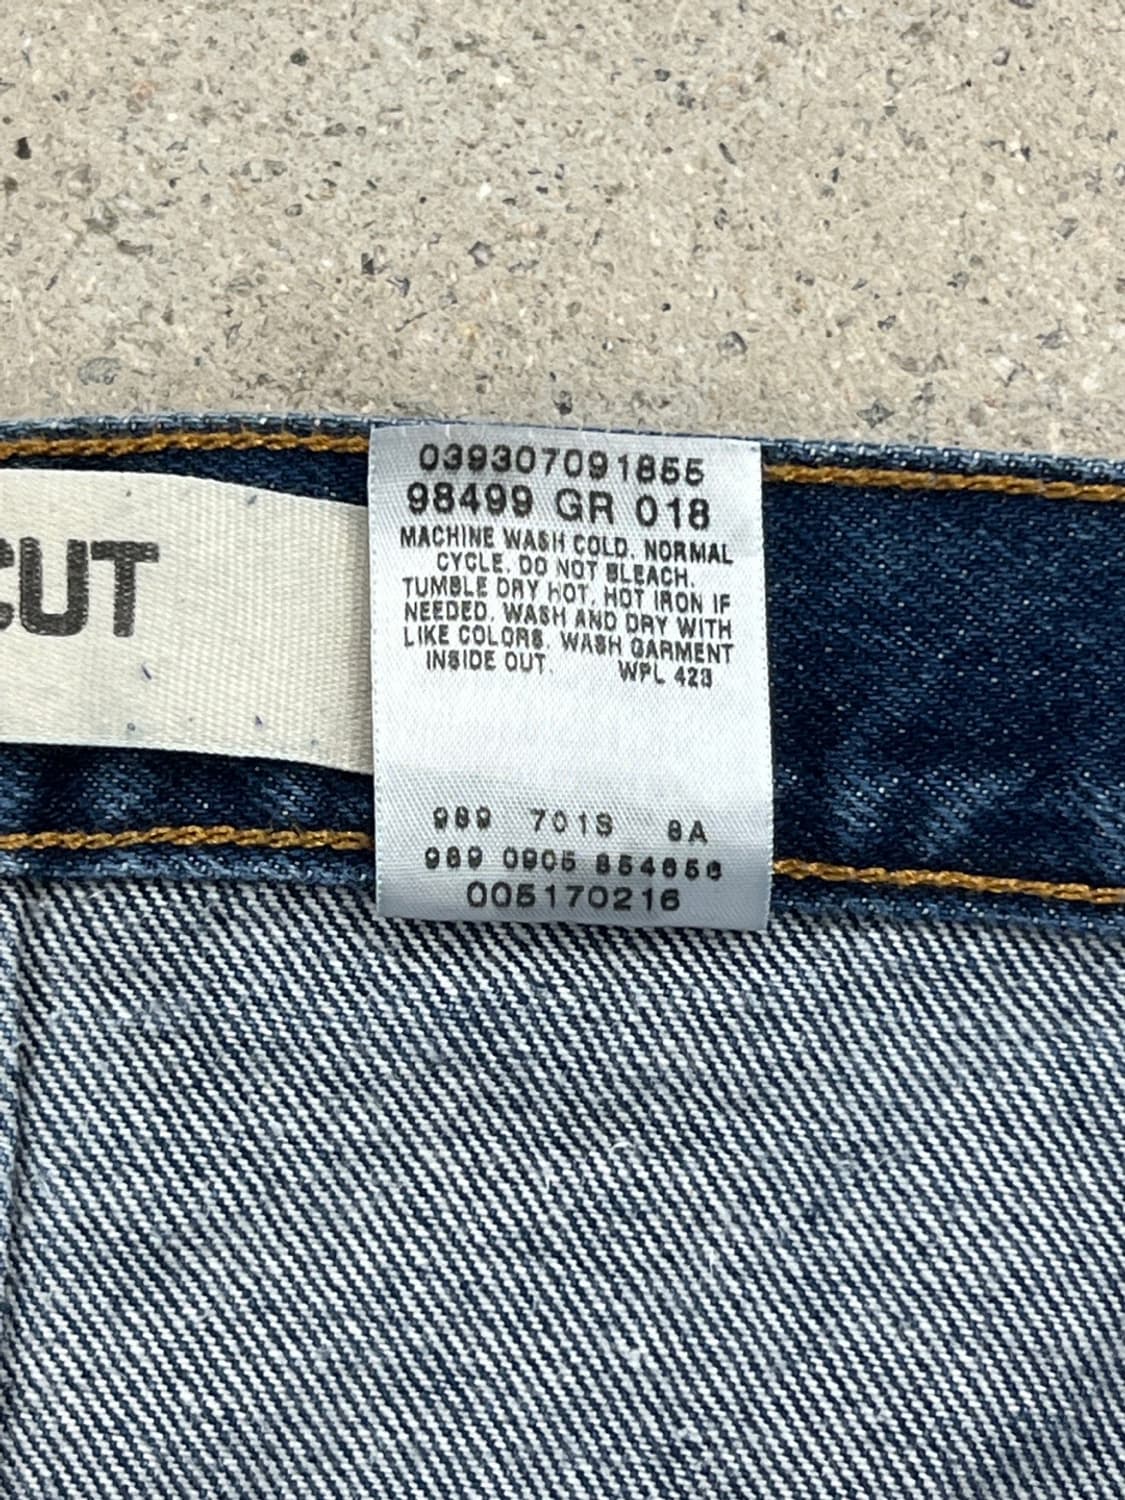 CUT
039307091855
98499 GR 018
MACHINE WASH COLD. NORMAL
CYCLE. DO NOT BLEACH.
TUMBLE DRY HOT. HOT IRON IF
NEEDED. WASH AND DRY WITH
LIKE COLORS. WASH GARMENT
INSIDE OUT. WPL 423
989 701S 8A
989 0905 854656
005170216